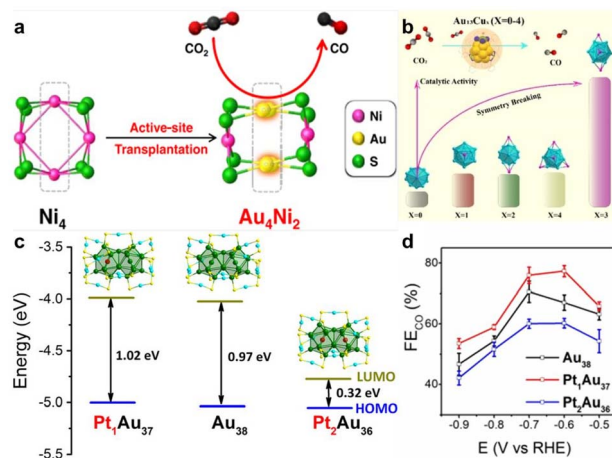 a
CO₂
CO
Active-site
Transplantation
Ni
Au
S
Ni₄
Au₄Ni₂
b
Au₁₃Cuₓ (X=0-4)
CO₂
CO
Catalytic Activity
Symmetry Breaking
X=0
X=1
X=2
X=4
X=3
c
Energy (eV)
-3.5
-4.0
-4.5
-5.0
-5.5
1.02 eV
0.97 eV
0.32 eV
LUMO
HOMO
Pt₁Au₃₇
Au₃₈
Pt₂Au₃₆
d
FE_CO (%)
80
60
40
Au₃₈
Pt₁Au₃₇
Pt₂Au₃₆
-0.9 -0.8 -0.7 -0.6 -0.5
E (V vs RHE)